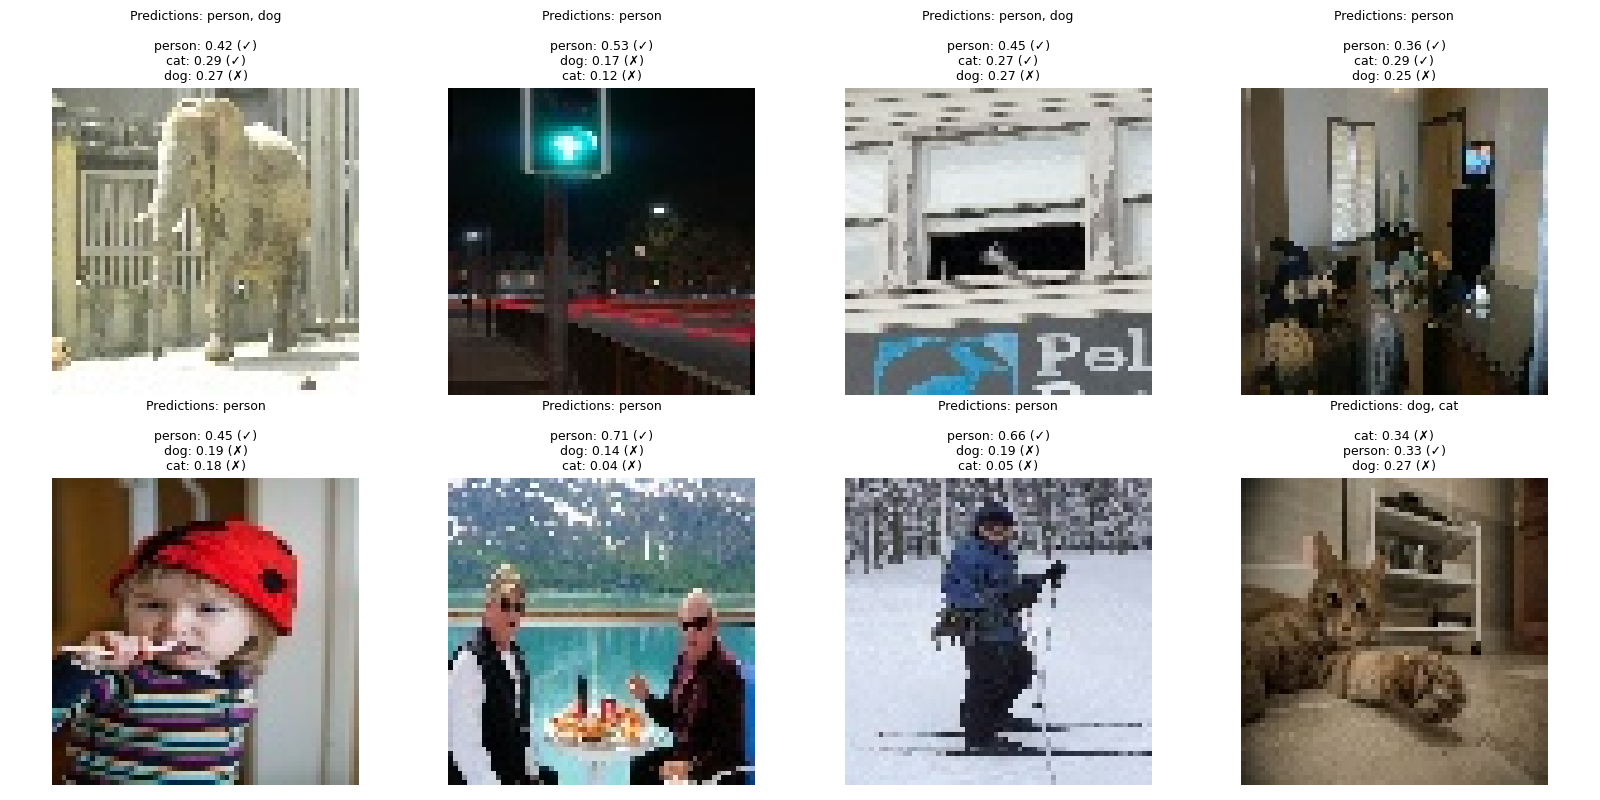 Predictions: person, dog
person: 0.42 (✓)
cat: 0.29 (✓)
dog: 0.27 (✗)
Predictions: person
person: 0.53 (✓)
dog: 0.17 (✗)
cat: 0.12 (✗)
Predictions: person, dog
person: 0.45 (✓)
cat: 0.27 (✓)
dog: 0.27 (✗)
Pel
Predictions: person
person: 0.36 (✓)
cat: 0.29 (✓)
dog: 0.25 (✗)
Predictions: person
person: 0.45 (✓)
dog: 0.19 (✗)
cat: 0.18 (✗)
Predictions: person
person: 0.71 (✓)
dog: 0.14 (✗)
cat: 0.04 (✗)
Predictions: person
person: 0.66 (✓)
dog: 0.19 (✗)
cat: 0.05 (✗)
Predictions: dog, cat
cat: 0.34 (✗)
person: 0.33 (✓)
dog: 0.27 (✗)